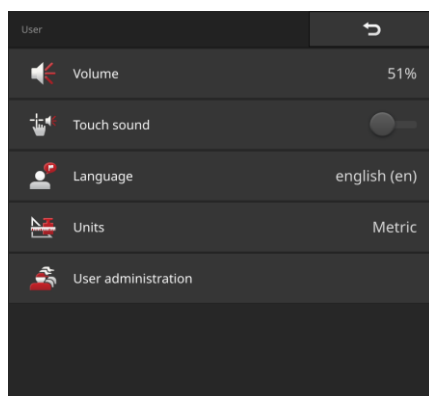 User
Volume 51%
Touch sound
Language english (en)
Units Metric
User administration